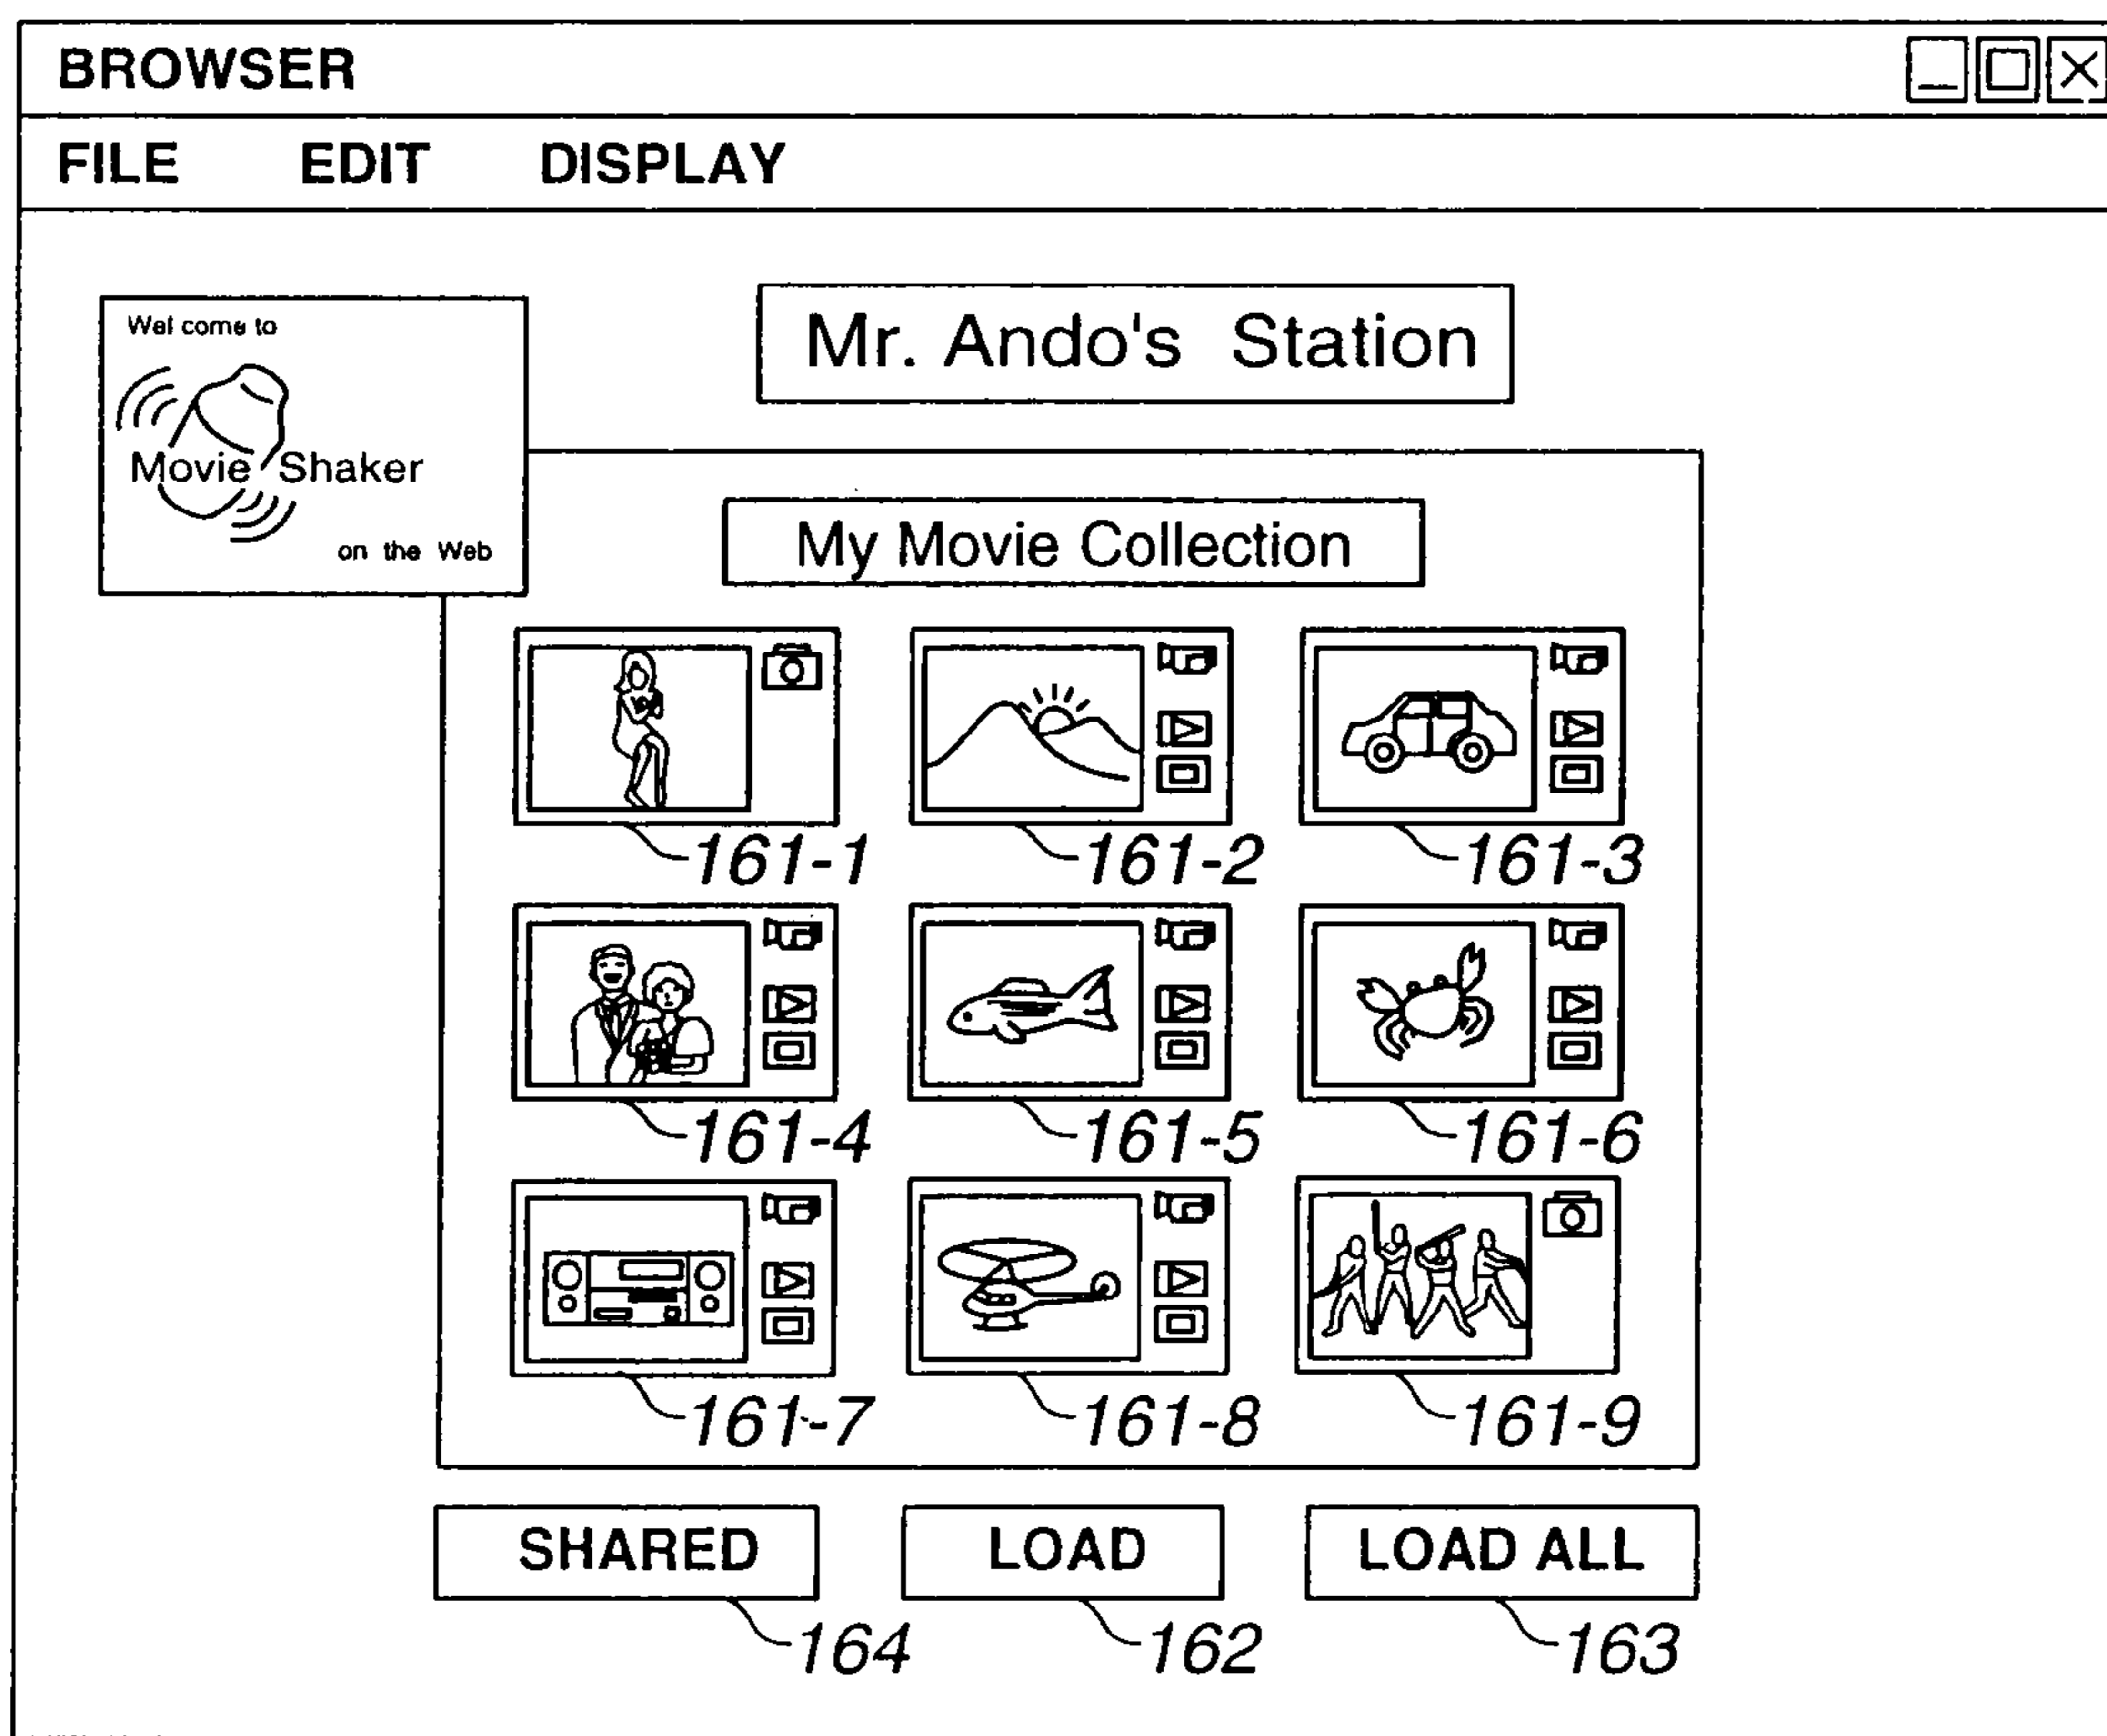 BROWSER
FILE EDIT DISPLAY
Wel come to
Movie Shaker
on the Web
Mr. Ando's Station
My Movie Collection
161-1 161-2 161-3
161-4 161-5 161-6
161-7 161-8 161-9
SHARED LOAD LOAD ALL
164 162 163